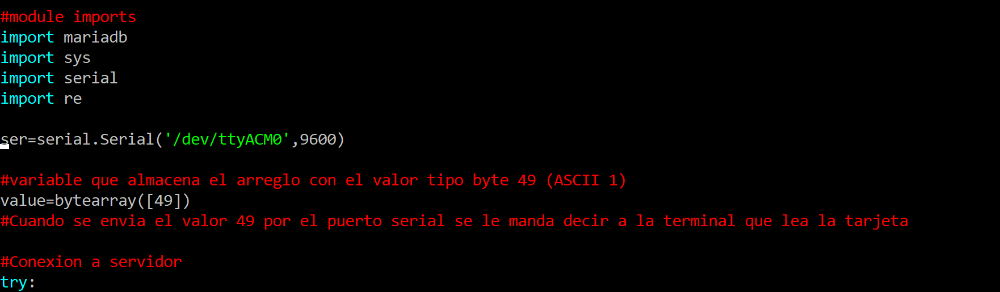 #module imports
import mariadb
import sys
import serial
import re
ser=serial.Serial('/dev/ttyACM0',9600)
#variable que almacena el arreglo con el valor tipo byte 49 (ASCII 1)
value=bytearray([49])
#Cuando se envia el valor 49 por el puerto serial se le manda decir a la terminal que lea la tarjeta
#Conexion a servidor
try: